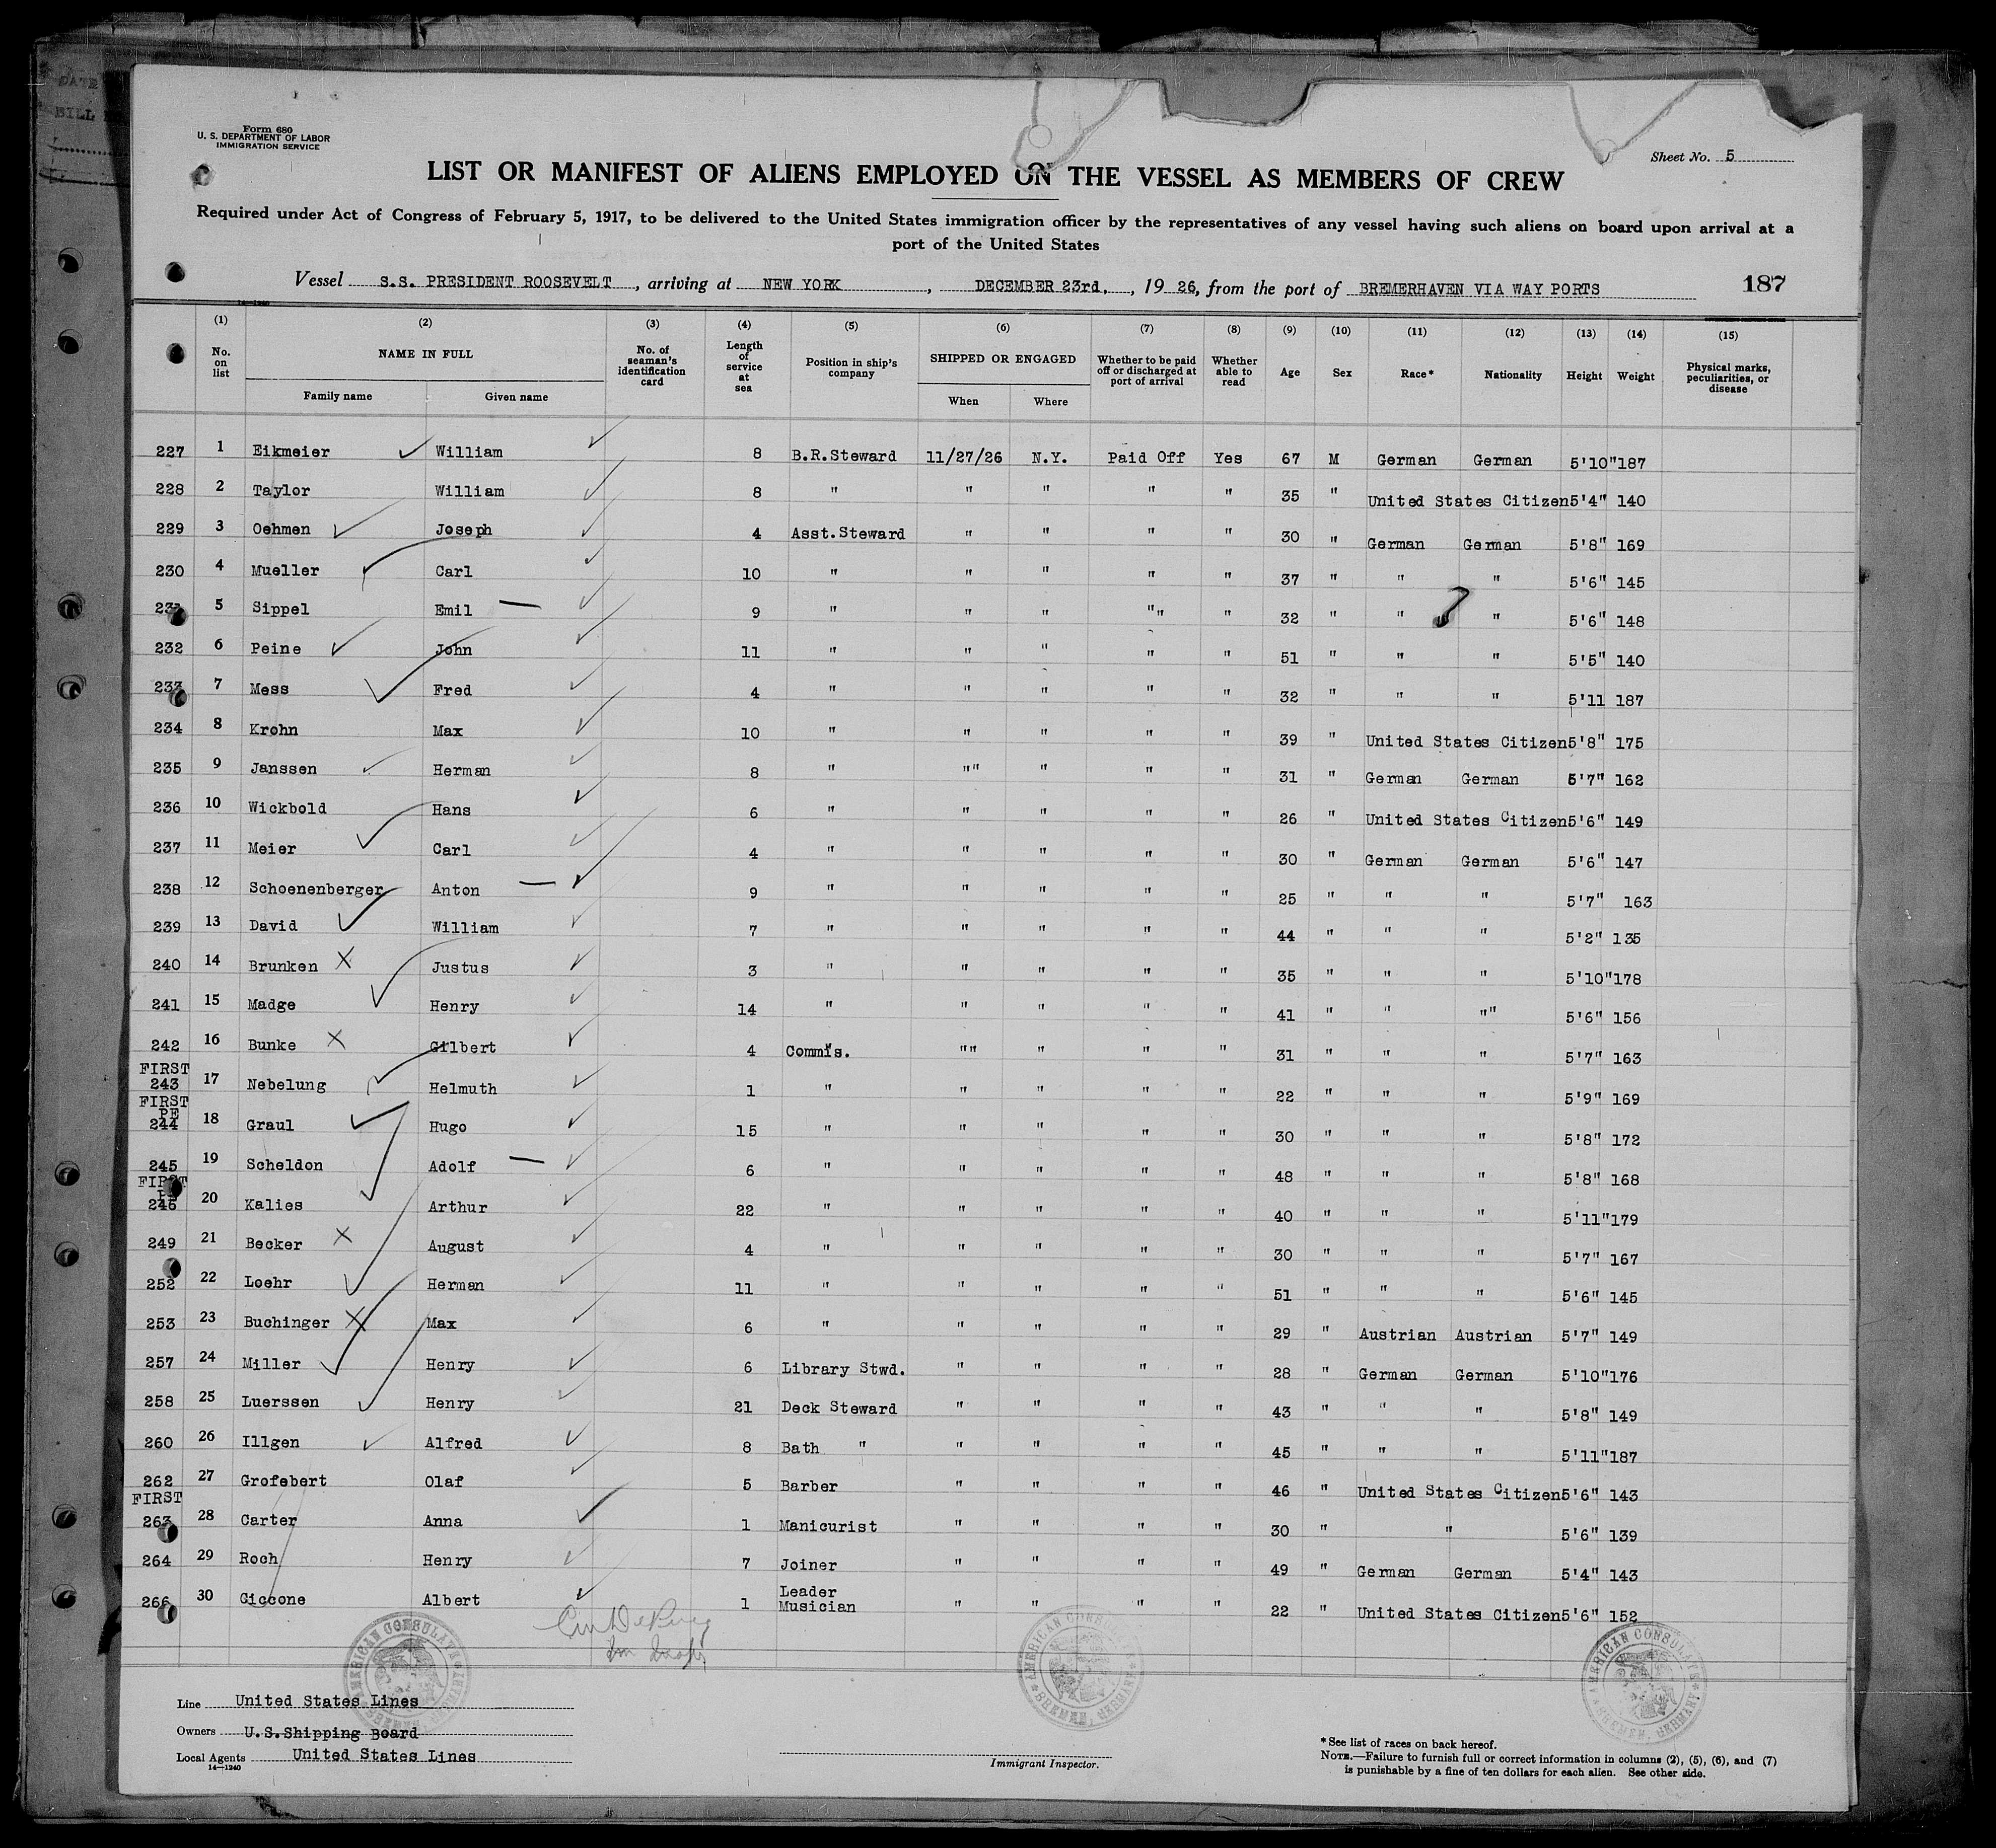 DATE
BILL
Form 680
U. S. DEPARTMENT OF LABOR
IMMIGRATION SERVICE
Sheet No. 5
LIST OR MANIFEST OF ALIENS EMPLOYED ON THE VESSEL AS MEMBERS OF CREW
Required under Act of Congress of February 5, 1917, to be delivered to the United States immigration officer by the representatives of any vessel having such aliens on board upon arrival at a
port of the United States
Vessel S.S. PRESIDENT ROOSEVELT, arriving at NEW YORK, DECEMBER 23rd, 1926, from the port of BREMERHAVEN VIA WAY PORTS 187
14-1240
(1) (2) (3) (4) (5) (6) (7) (8) (9) (10) (11) (12) (13) (14) (15)
No. on list NAME IN FULL No. of seaman's identification card Length of service at sea Position in ship's company SHIPPED OR ENGAGED Whether to be paid off or discharged at port of arrival Whether able to read Age Sex Race* Nationality Height Weight Physical marks, peculiarities, or disease
Family name Given name When Where
227 1 Eikmeier William 8 B.R.Steward 11/27/26 N.Y. Paid Off Yes 67 M German German 5'10" 187
228 2 Taylor William 8 " " " " " 35 " United States Citizen 5'4" 140
229 3 Oehmen Joseph 4 Asst.Steward " " " " 30 " German German 5'8" 169
230 4 Mueller Carl 10 " " " " " 37 " " " 5'6" 145
231 5 Sippel Emil 9 " " " "" " 32 " " " 5'6" 148
232 6 Peine John 11 " " " " " 51 " " " 5'5" 140
233 7 Mess Fred 4 " " " " " 32 " " " 5'11 187
234 8 Krohn Max 10 " " " " " 39 " United States Citizen 5'8" 175
235 9 Janssen Herman 8 " "" " " " 31 " German German 5'7" 162
236 10 Wickbold Hans 6 " " " " " 26 " United States Citizen 5'6" 149
237 11 Meier Carl 4 " " " " " 30 " German German 5'6" 147
238 12 Schoenenberger Anton 9 " " " " " 25 " " " 5'7" 163
239 13 David William 7 " " " " " 44 " " " 5'2" 135
240 14 Brunken X Justus 3 " " " " " 35 " " " 5'10" 178
241 15 Madge Henry 14 " " " " " 41 " " "" 5'6" 156
242 16 Bunke X Gilbert 4 Commis. "" " " " 31 " " " 5'7" 163
FIRST
243 17 Nebelung Helmuth 1 " " " " " 22 " " " 5'9" 169
FIRST
PE
244 18 Graul Hugo 15 " " " " " 30 " " " 5'8" 172
245 19 Scheldon Adolf 6 " " " " " 48 " " " 5'8" 168
FIRST
PE
246 20 Kalies Arthur 22 " " " " " 40 " " " 5'11" 179
249 21 Becker X August 4 " " " " " 30 " " " 5'7" 167
252 22 Loehr Herman 11 " " " " " 51 " " " 5'6" 145
253 23 Buchinger X Max 6 " " " " " 29 " Austrian Austrian 5'7" 149
257 24 Miller Henry 6 Library Stwd. " " " " 28 " German German 5'10" 176
258 25 Luerssen Henry 21 Deck Steward " " " " 43 " " " 5'8" 149
260 26 Illgen Alfred 8 Bath " " " " " 45 " " " 5'11" 187
262 27 Grofebert Olaf 5 Barber " " " " 46 " United States Citizen 5'6" 143
FIRST
263 28 Carter Anna 1 Manicurist " " " " 30 " " 5'6" 139
264 29 Roch Henry 7 Joiner " " " " 49 " German German 5'4" 143
266 30 Ciccone Albert 1 Leader Musician " " " " 22 " United States Citizen 5'6" 152
AMERICAN CONSULATE
AMERICAN CONSULATE BREMEN, GERMANY
AMERICAN CONSULATE BREMEN, GERMANY
Line United States Lines
Owners U.S.Shipping Board
Local Agents United States Lines
14-1240
Immigrant Inspector.
* See list of races on back hereof.
NOTE.—Failure to furnish full or correct information in columns (2), (5), (6), and (7)
is punishable by a fine of ten dollars for each alien. See other side.